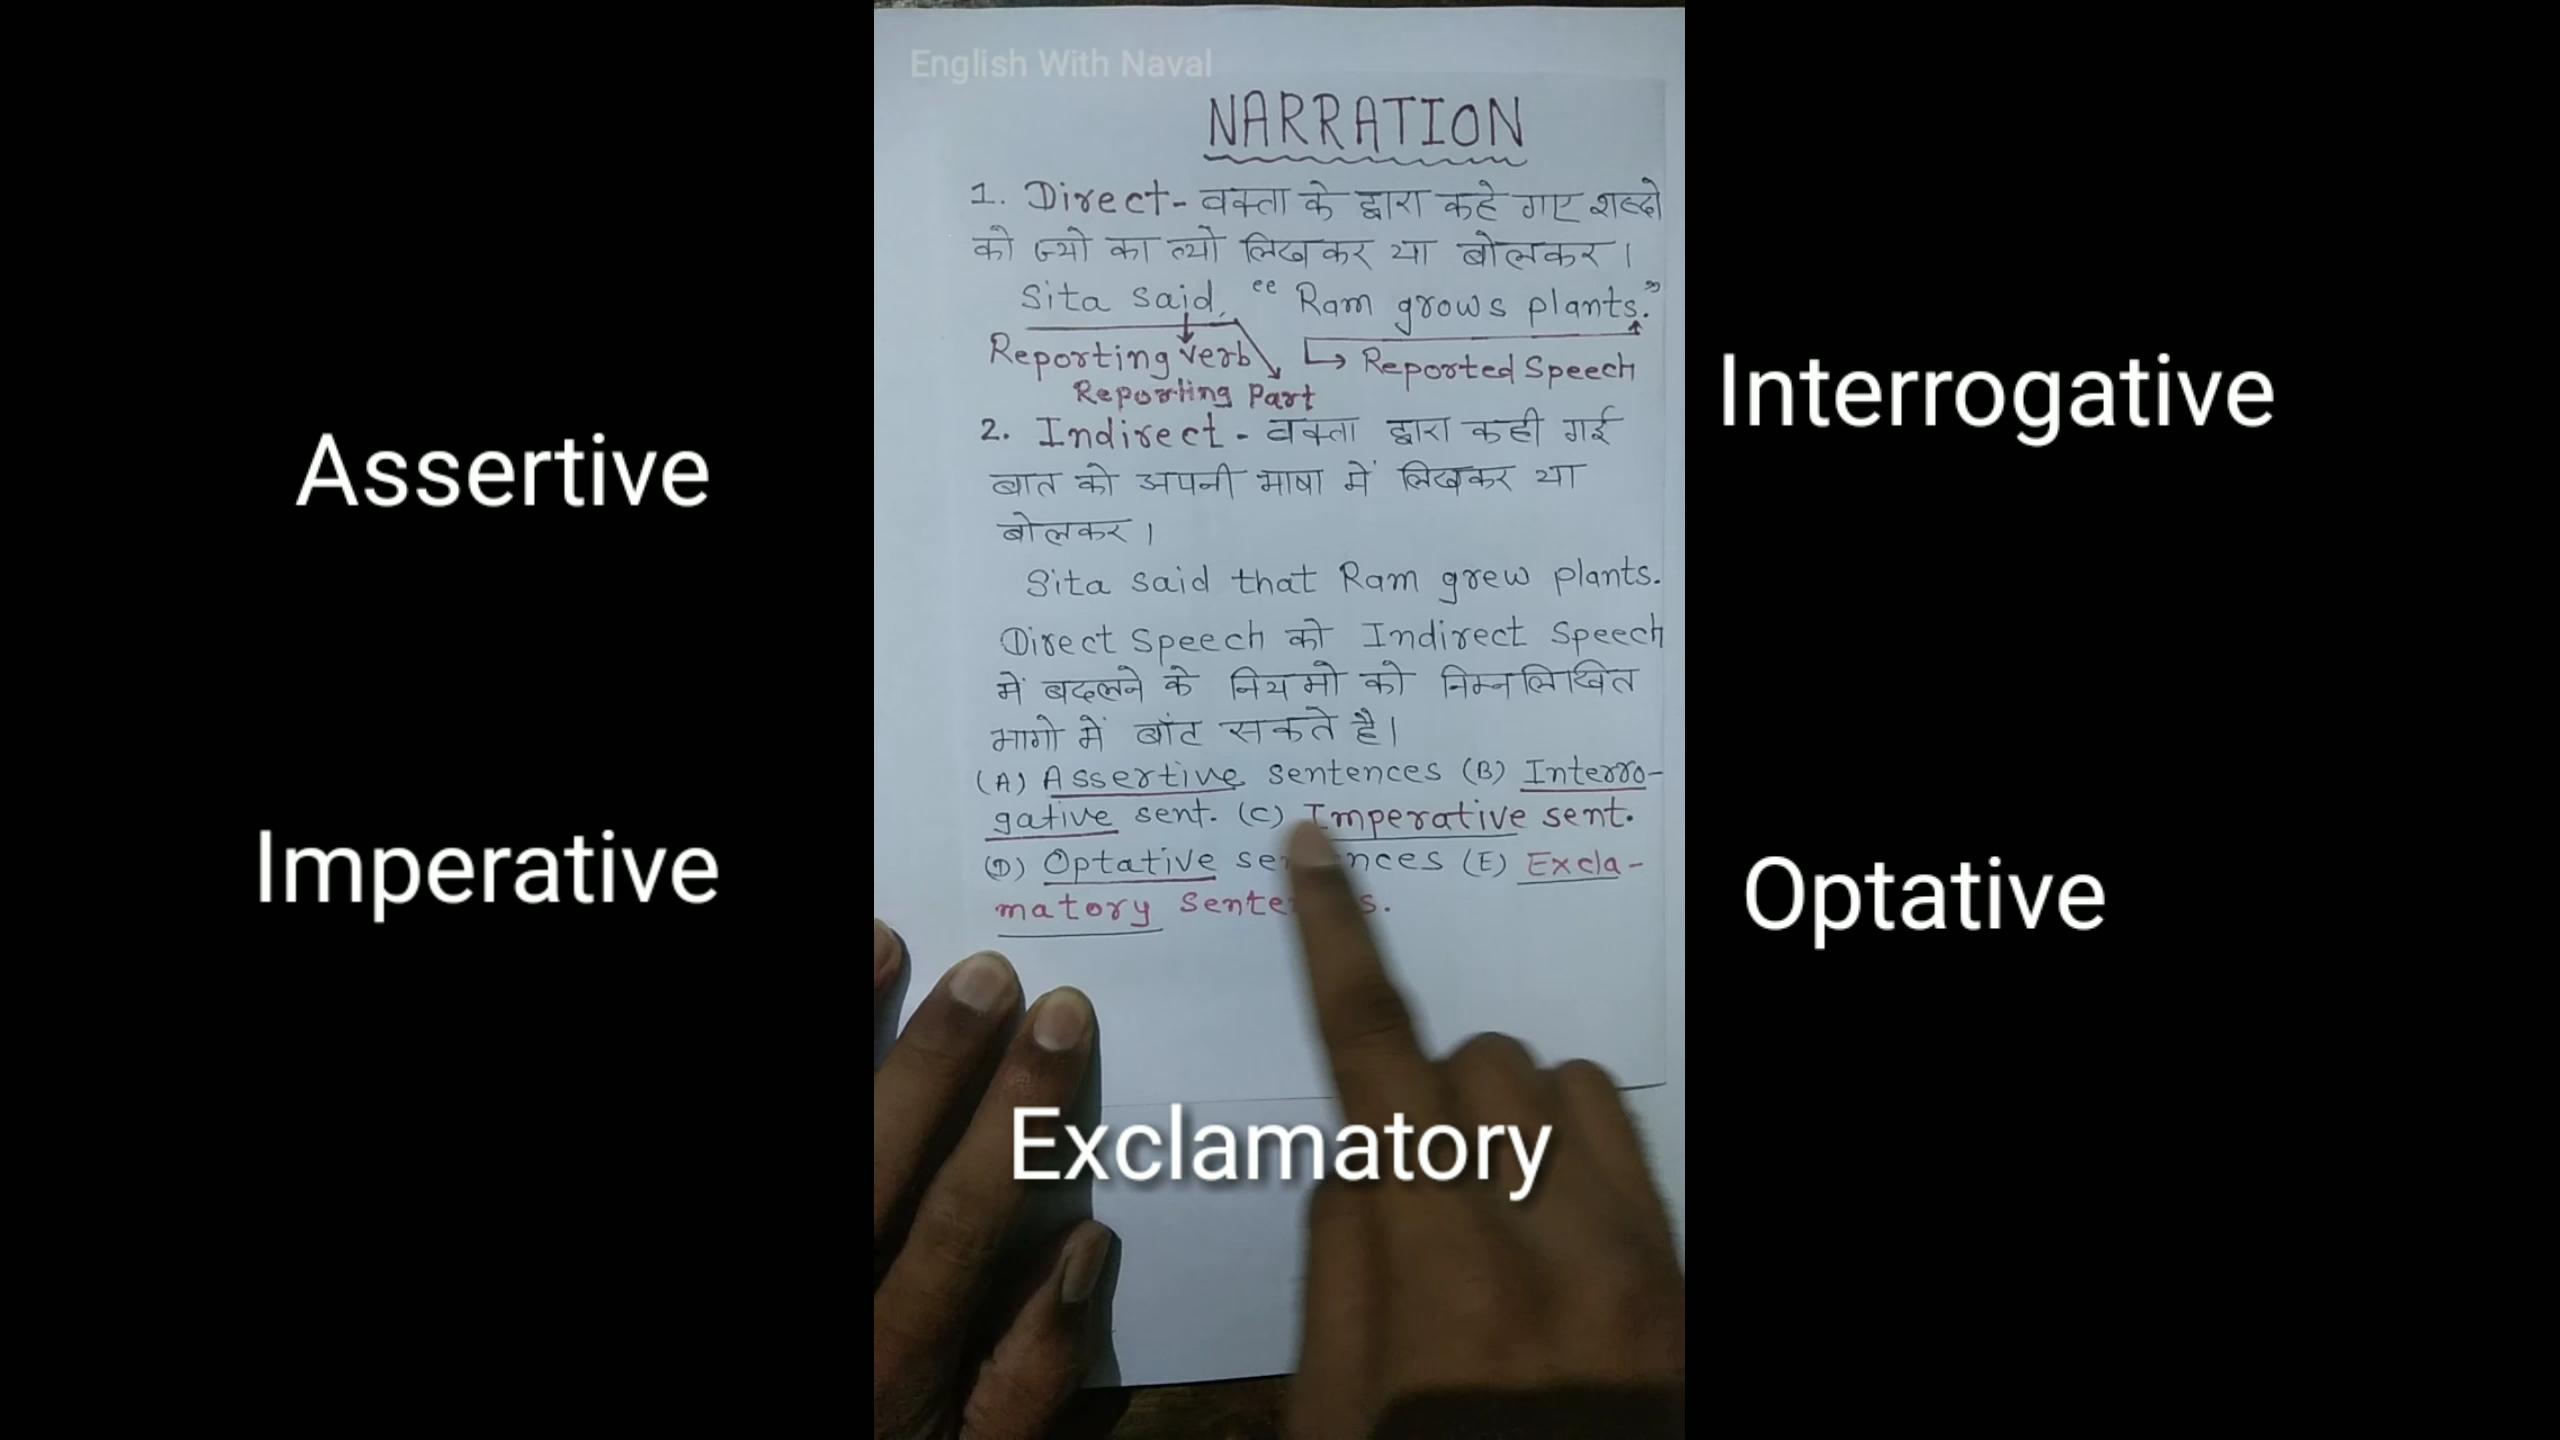 English With Naval
NARRATION
1. Direct - वक्ता के द्वारा कहे गए शब्दो
को ज्यो का त्यो लिखकर या बोलकर ।
Sita said, “ Ram grows plants.”
Reporting verb
Reported Speech
Reporting Part
2. Indirect - वक्ता द्वारा कही गई
बात को अपनी भाषा में लिखकर या
बोलकर ।
Sita said that Ram grew plants.
Direct Speech को Indirect Speech
में बदलने के नियमो को निम्नलिखित
भागो में बांट सकते है।
(A) Assertive sentences (B) Interro-
gative sent. (C) Imperative sent.
(D) Optative sences (E) Excla-
matory Sentes.
Assertive
Interrogative
Imperative
Optative
Exclamatory